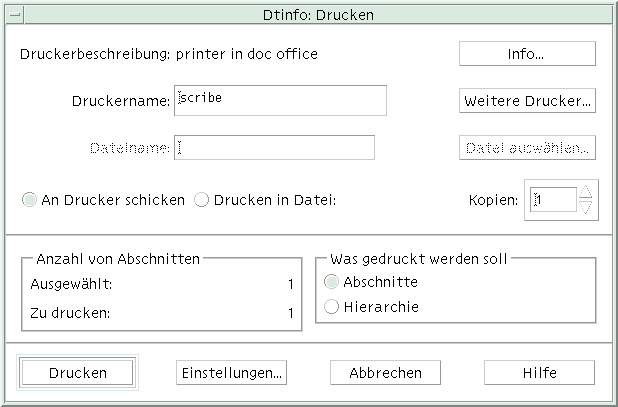 Dtinfo: Drucken
Druckerbeschreibung: printer in doc office
Info...
Druckername: scribe
Weitere Drucker...
Dateiname:
Datei auswählen...
An Drucker schicken Drucken in Datei:
Kopien: 1
Anzahl von Abschnitten
Ausgewählt: 1
Zu drucken: 1
Was gedruckt werden soll
Abschnitte
Hierarchie
Drucken Einstellungen... Abbrechen Hilfe